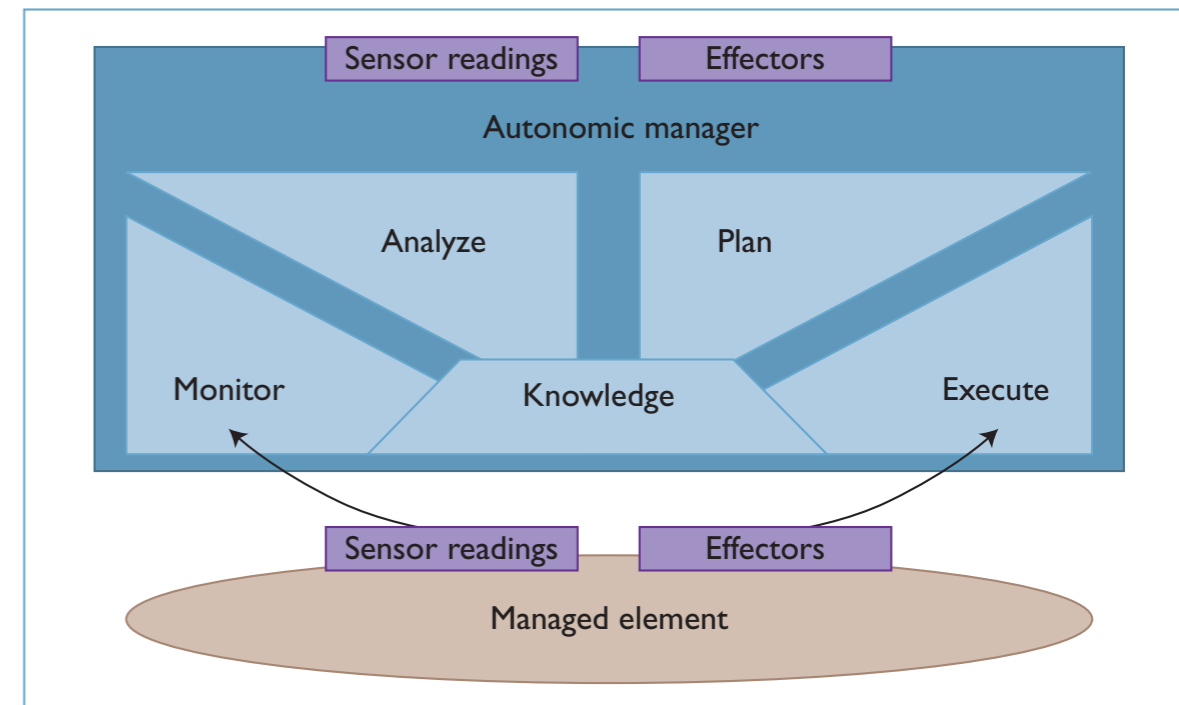 Sensor readings
Effectors
Autonomic manager
Analyze
Plan
Monitor
Knowledge
Execute
Sensor readings
Effectors
Managed element